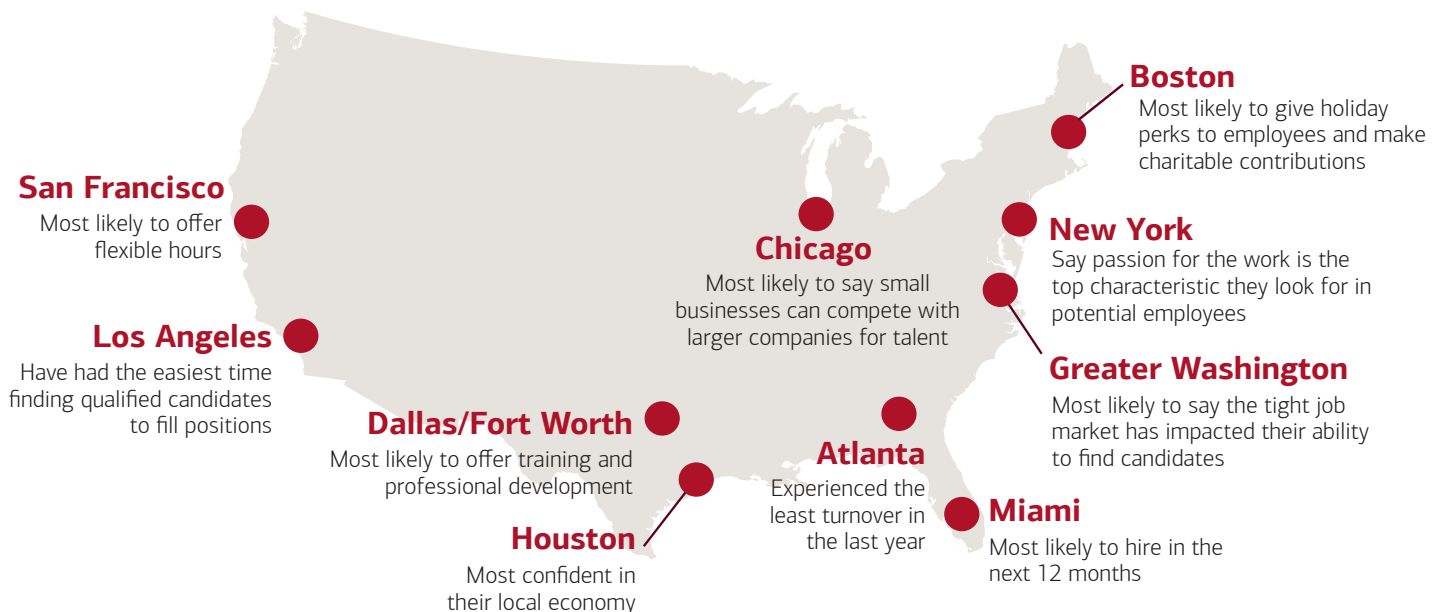 Boston
Most likely to give holiday
perks to employees and make
charitable contributions
San Francisco
Most likely to offer
flexible hours
Chicago
Most likely to say small
businesses can compete with
larger companies for talent
New York
Say passion for the work is the
top characteristic they look for in
potential employees
Los Angeles
Have had the easiest time
finding qualified candidates
to fill positions
Greater Washington
Most likely to say the tight job
market has impacted their ability
to find candidates
Dallas/Fort Worth
Most likely to offer training and
professional development
Atlanta
Experienced the
least turnover in
the last year
Miami
Most likely to hire in the
next 12 months
Houston
Most confident in
their local economy